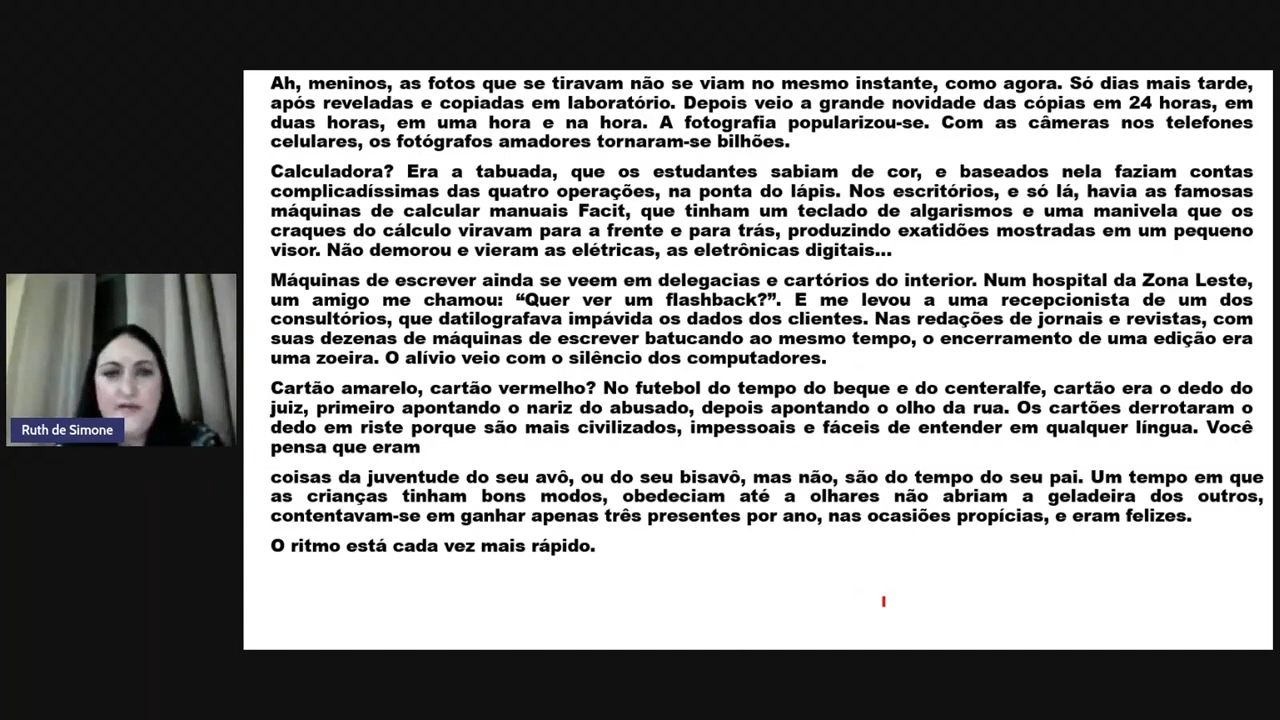 Ah, meninos, as fotos que se tiravam não se viam no mesmo instante, como agora. Só dias mais tarde,
após reveladas e copiadas em laboratório. Depois veio a grande novidade das cópias em 24 horas, em
duas horas, em uma hora e na hora. A fotografia popularizou-se. Com as câmeras nos telefones
celulares, os fotógrafos amadores tornaram-se bilhões.
Calculadora? Era a tabuada, que os estudantes sabiam de cor, e baseados nela faziam contas
complicadíssimas das quatro operações, na ponta do lápis. Nos escritórios, e só lá, havia as famosas
máquinas de calcular manuais Facit, que tinham um teclado de algarismos e uma manivela que os
craques do cálculo viravam para a frente e para trás, produzindo exatidões mostradas em um pequeno
visor. Não demorou e vieram as elétricas, as eletrônicas digitais...
Máquinas de escrever ainda se veem em delegacias e cartórios do interior. Num hospital da Zona Leste,
um amigo me chamou: “Quer ver um flashback?”. E me levou a uma recepcionista de um dos
consultórios, que datilografava impávida os dados dos clientes. Nas redações de jornais e revistas, com
suas dezenas de máquinas de escrever batucando ao mesmo tempo, o encerramento de uma edição era
uma zoeira. O alívio veio com o silêncio dos computadores.
Cartão amarelo, cartão vermelho? No futebol do tempo do beque e do centeralfe, cartão era o dedo do
juiz, primeiro apontando o nariz do abusado, depois apontando o olho da rua. Os cartões derrotaram o
dedo em riste porque são mais civilizados, impessoais e fáceis de entender em qualquer língua. Você
pensa que eram
coisas da juventude do seu avô, ou do seu bisavô, mas não, são do tempo do seu pai. Um tempo em que
as crianças tinham bons modos, obedeciam até a olhares não abriam a geladeira dos outros,
contentavam-se em ganhar apenas três presentes por ano, nas ocasiões propícias, e eram felizes.
O ritmo está cada vez mais rápido.
Ruth de Simone